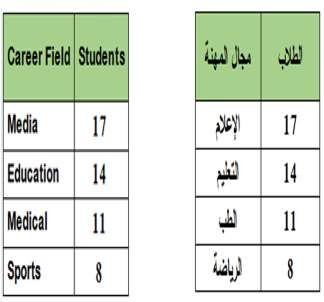 Career Field Students
Media 17
Education 14
Medical 11
Sports 8
مجال المهنة الطلاب
الإعلام 17
التعليم 14
الطب 11
الرياضة 8